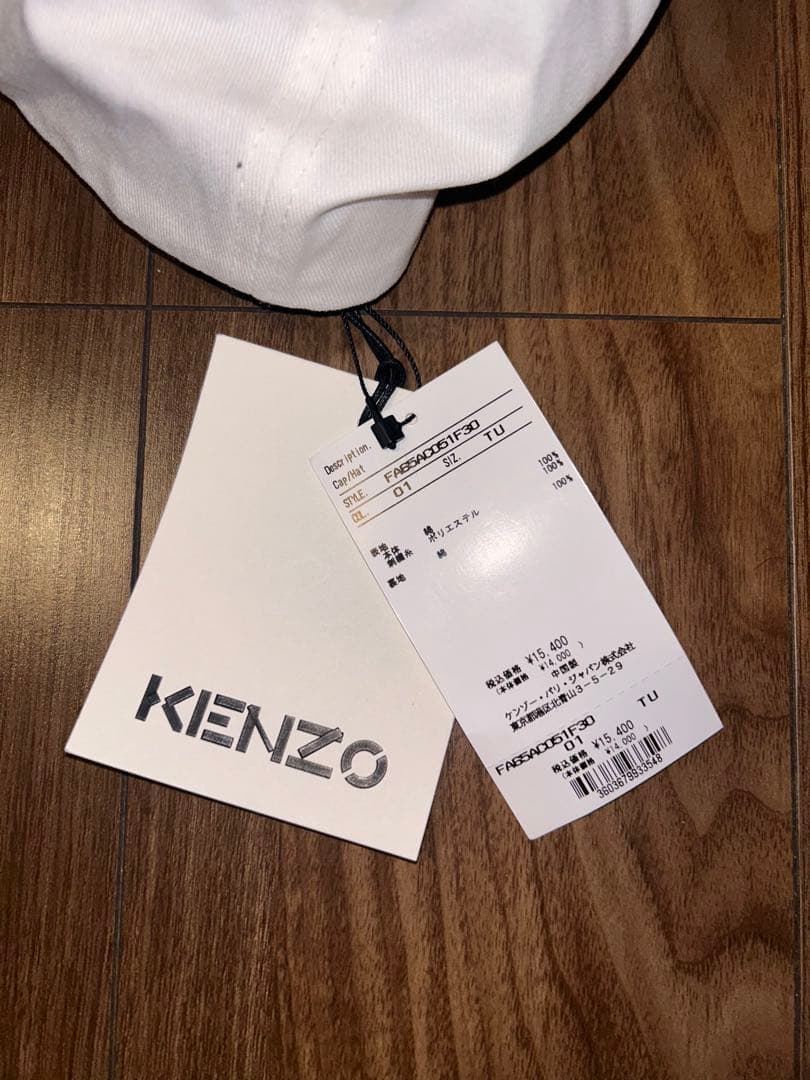 KENZO
Description.
Cap/Hat
STYLE. FA65AC051F30
COL. 01 SIZ. TU
表地
本体 綿 100%
刺繍糸 ポリエステル 100%
裏地 綿 100%
税込価格 ¥15,400
(本体価格 ¥14,000 )
中国製
ケンゾー・パリ・ジャパン株式会社
東京都港区北青山3-5-29
FA65AC051F30 TU
01
税込価格 ¥15,400
(本体価格 ¥14,000 )
3603679933548